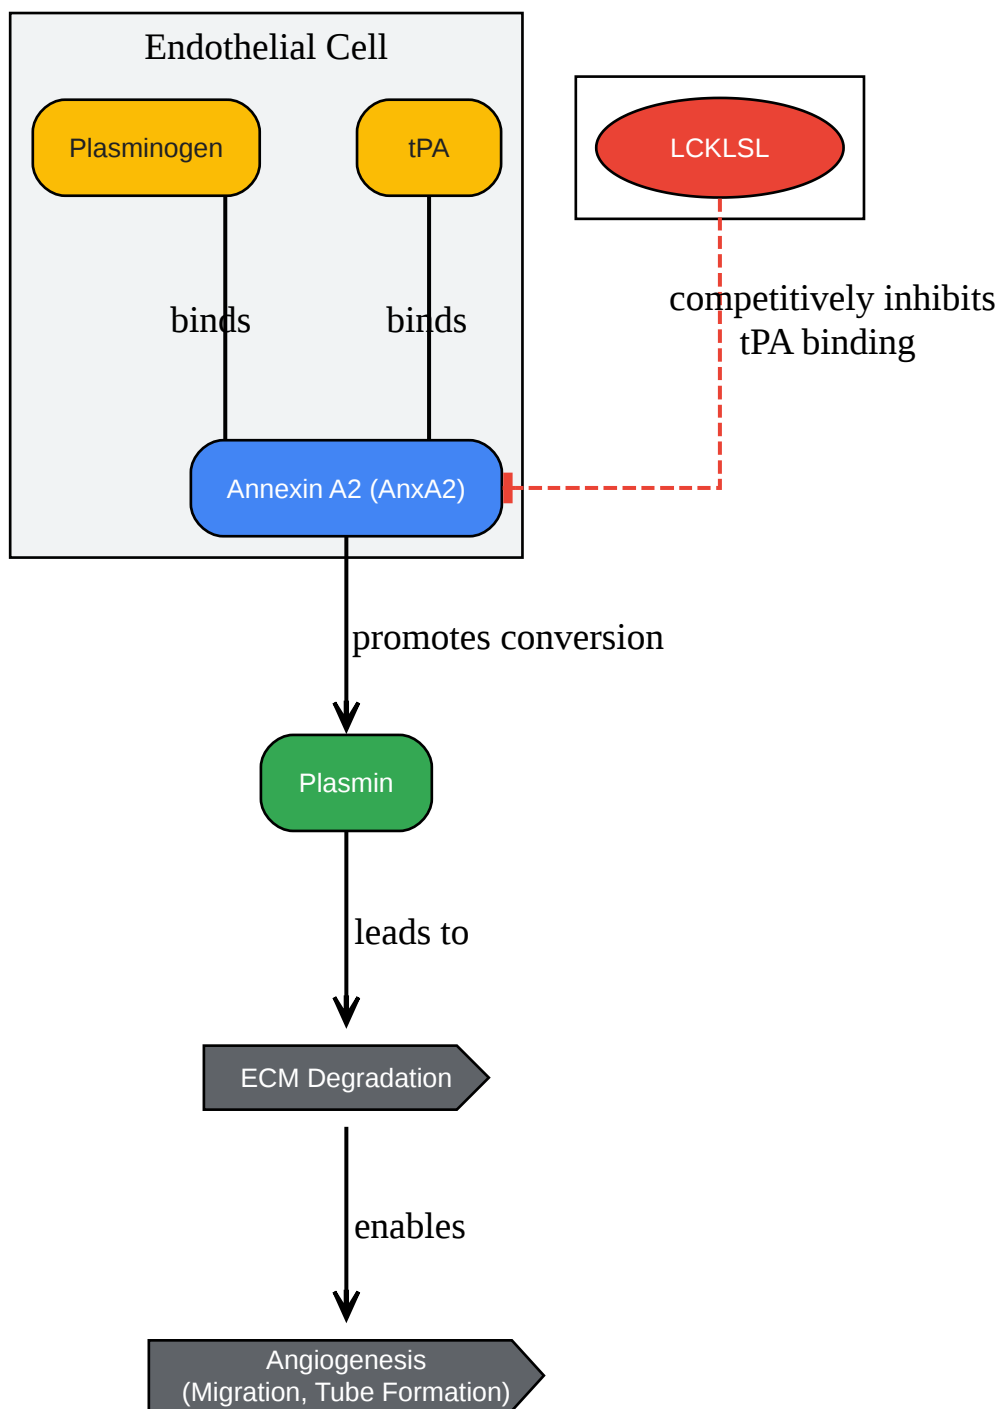 Endothelial Cell
Plasminogen
tPA
LCKLSL
binds
binds
competitively inhibits
tPA binding
Annexin A2 (AnxA2)
promotes conversion
Plasmin
leads to
ECM Degradation
enables
Angiogenesis
(Migration, Tube Formation)